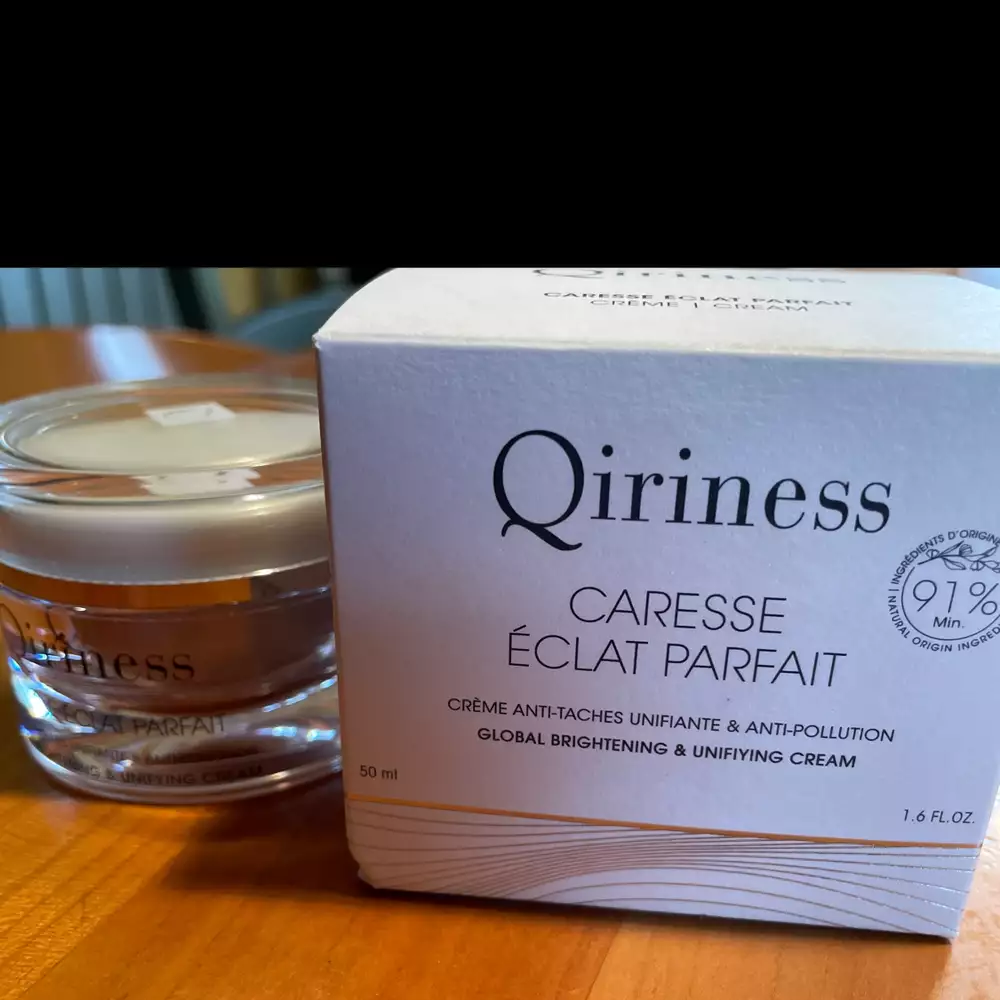 Qiriness
CARESSE ÉCLAT PARFAIT
CRÈME | CREAM
Qiriness
CARESSE
ÉCLAT PARFAIT
CRÈME ANTI-TACHES UNIFIANTE & ANTI-POLLUTION
GLOBAL BRIGHTENING & UNIFIYING CREAM
50 ml
1.6 FL.OZ.
INGRÉDIENTS D'ORIGINE
91%
Min.
NATURAL ORIGIN
Qiriness
ÉCLAT PARFAIT
& UNIFIYING CREAM